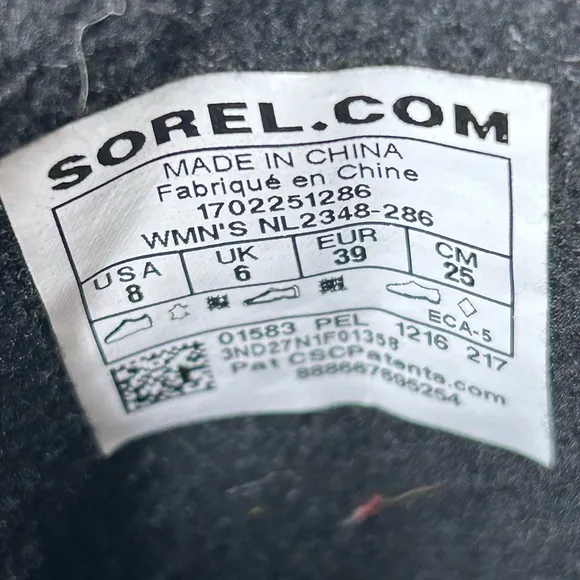 SOREL.COM
MADE IN CHINA
Fabriqué en Chine
1702251286
WMN'S NL2348-286
USA UK EUR CM
8 6 39 25
ECA-5
01583 PEL 1216 217
3ND27N1F01358
Pat CSCPatents.com
888667695254